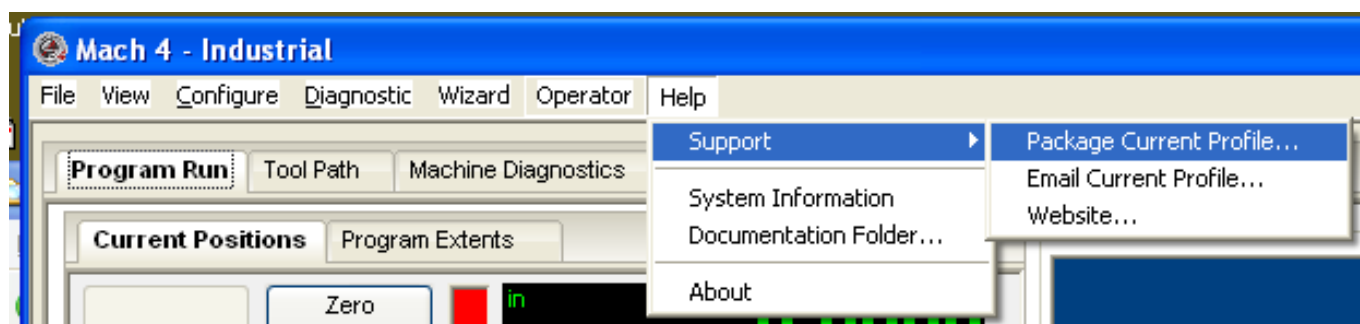 Mach 4 - Industrial
File View Configure Diagnostic Wizard Operator Help
Support Package Current Profile...
Email Current Profile...
Program Run Tool Path Machine Diagnostics
System Information
Website...
Documentation Folder...
Current Positions Program Extents
About
Zero in